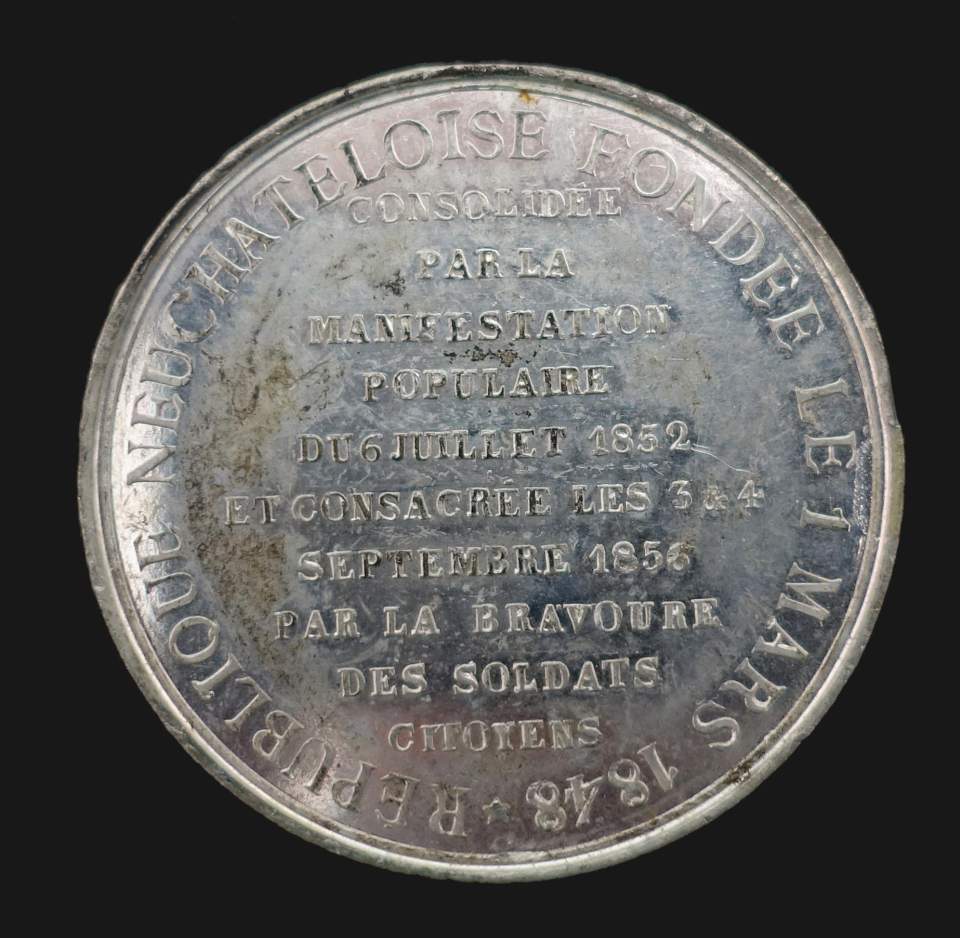 RÉPUBLIQUE NEUCHATELOISE FONDÉE LE 1 MARS 1848 ★
CONSOLIDÉE
PAR LA
MANIFESTATION
POPULAIRE
DU 6 JUILLET 1852
ET CONSACRÉE LES 3 & 4
SEPTEMBRE 1856
PAR LA BRAVOURE
DES SOLDATS
CITOYENS